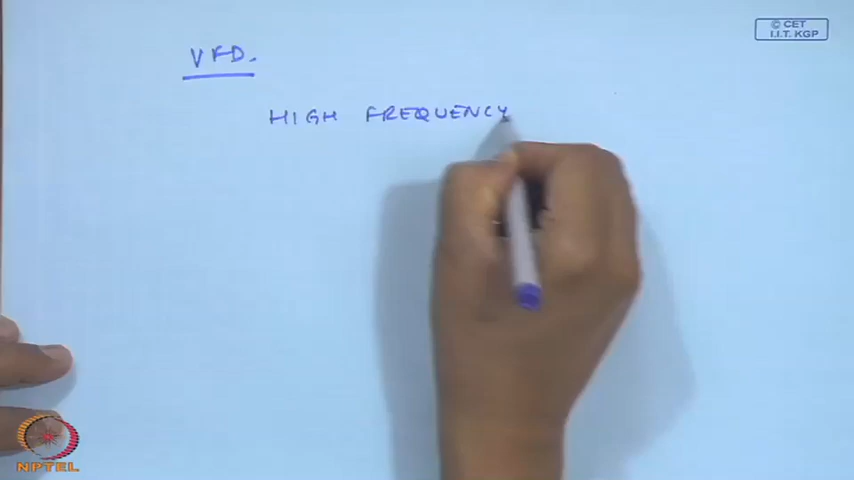 © CET
I.I.T. KGP
VFD.
HIGH FREQUENCY
NPTEL